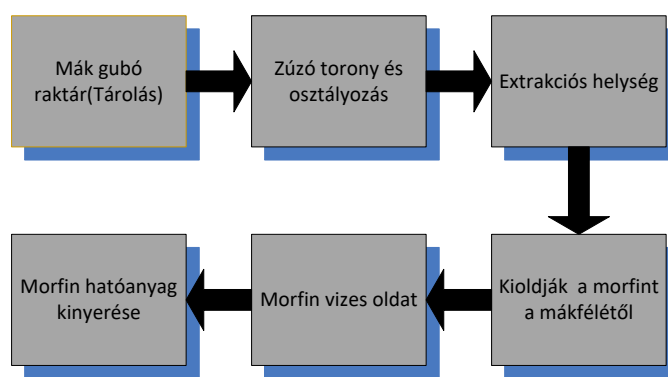 Mák gubó
raktár(Tárolás)
Zúzó torony és
osztályozás
Extrakciós helység
Kioldják a morfint
a mákfélétől
Morfin vizes oldat
Morfin hatóanyag
kinyerése